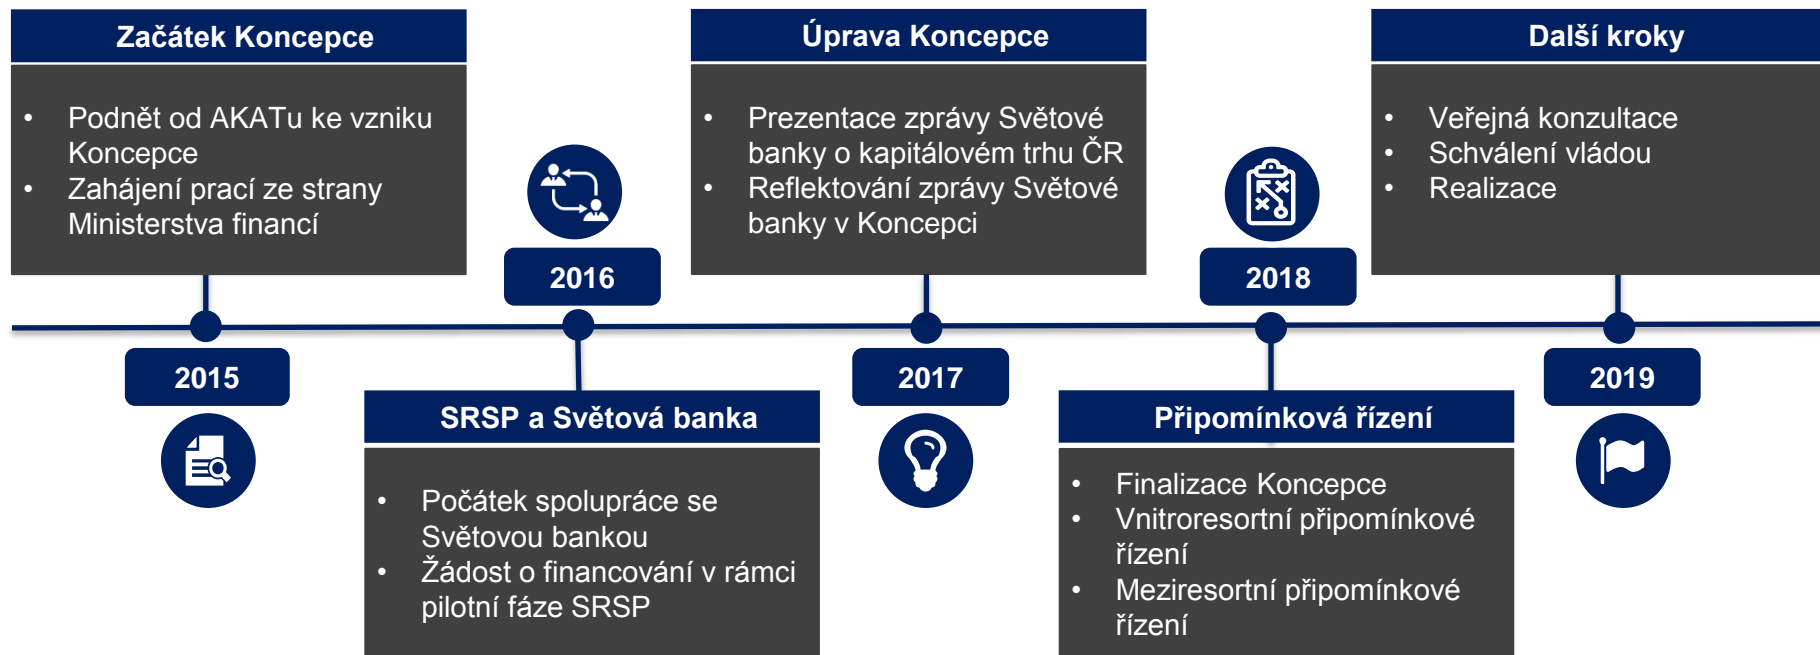 Začátek Koncepce
• Podnět od AKATu ke vzniku
Koncepce
• Zahájení prací ze strany
Ministerstva financí
2015
2016
SRSP a Světová banka
• Počátek spolupráce se
Světovou bankou
• Žádost o financování v rámci
pilotní fáze SRSP
Úprava Koncepce
• Prezentace zprávy Světové
banky o kapitálovém trhu ČR
• Reflektování zprávy Světové
banky v Koncepci
2017
2018
Připomínková řízení
• Finalizace Koncepce
• Vnitroresortní připomínkové
řízení
• Meziresortní připomínkové
řízení
Další kroky
• Veřejná konzultace
• Schválení vládou
• Realizace
2019